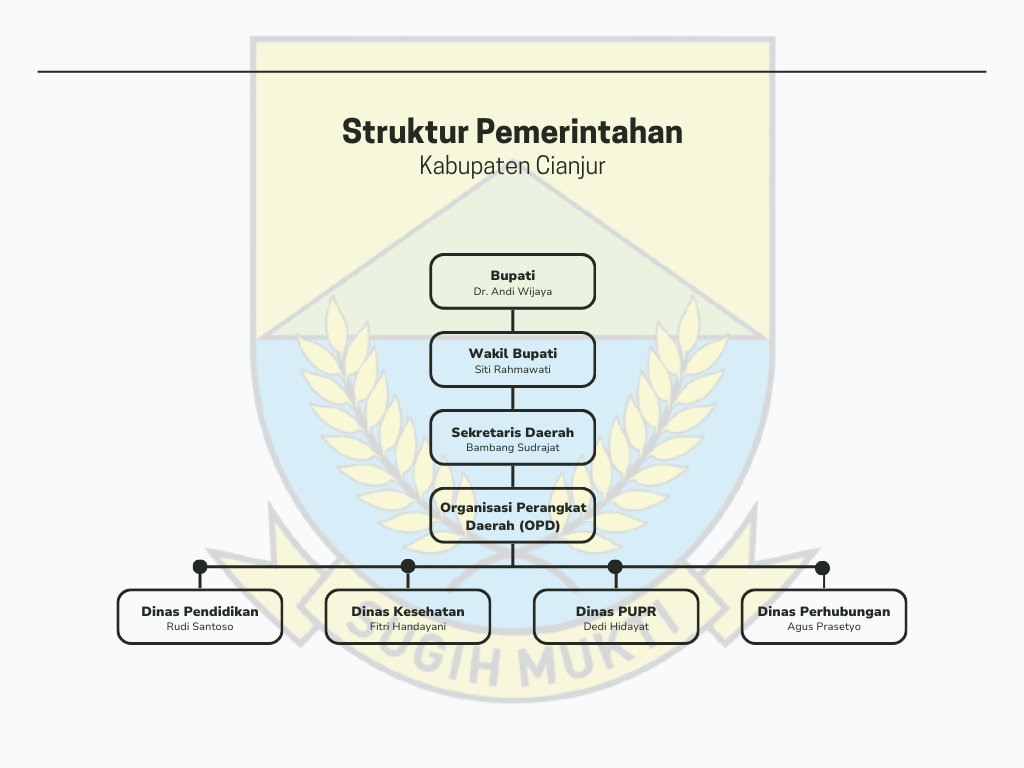 Struktur Pemerintahan
Kabupaten Cianjur
Bupati
Dr. Andi Wijaya
Wakil Bupati
Siti Rahmawati
Sekretaris Daerah
Bambang Sudrajat
Organisasi Perangkat
Daerah (OPD)
Dinas Pendidikan
Rudi Santoso
Dinas Kesehatan
Fitri Handayani
Dinas PUPR
Dedi Hidayat
Dinas Perhubungan
Agus Prasetyo
SUGIH MUKTI